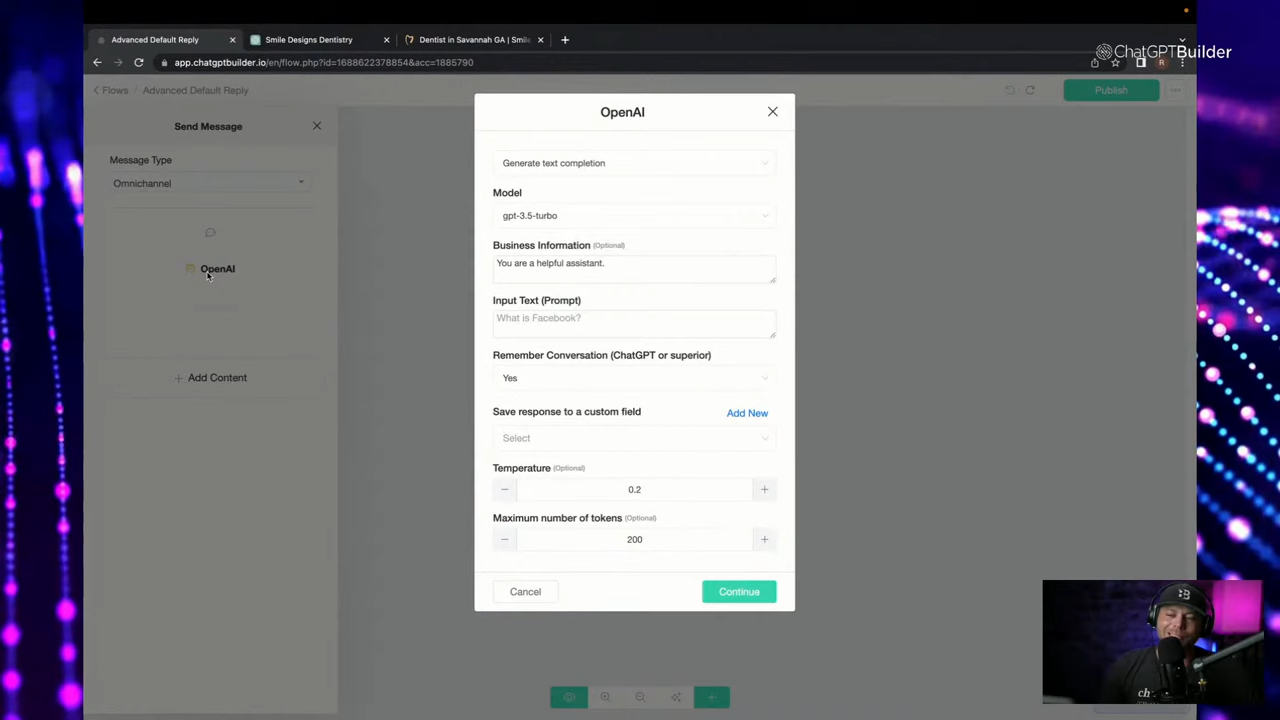 Advanced Default Reply
Smile Designs Dentistry
Dentist in Savannah GA | Smil
app.chatgptbuilder.io/en/flow.php?id=1688622378854&acc=1885790
R
ChatGPTBuilder
Flows / Advanced Default Reply
Publish
Send Message
Message Type
Omnichannel
OpenAI
+ Add Content
OpenAI
Generate text completion
Model
gpt-3.5-turbo
Business Information (Optional)
You are a helpful assistant.
Input Text (Prompt)
What is Facebook?
Remember Conversation (ChatGPT or superior)
Yes
Save response to a custom field
Add New
Select
Temperature (Optional)
0.2
Maximum number of tokens (Optional)
200
Cancel
Continue